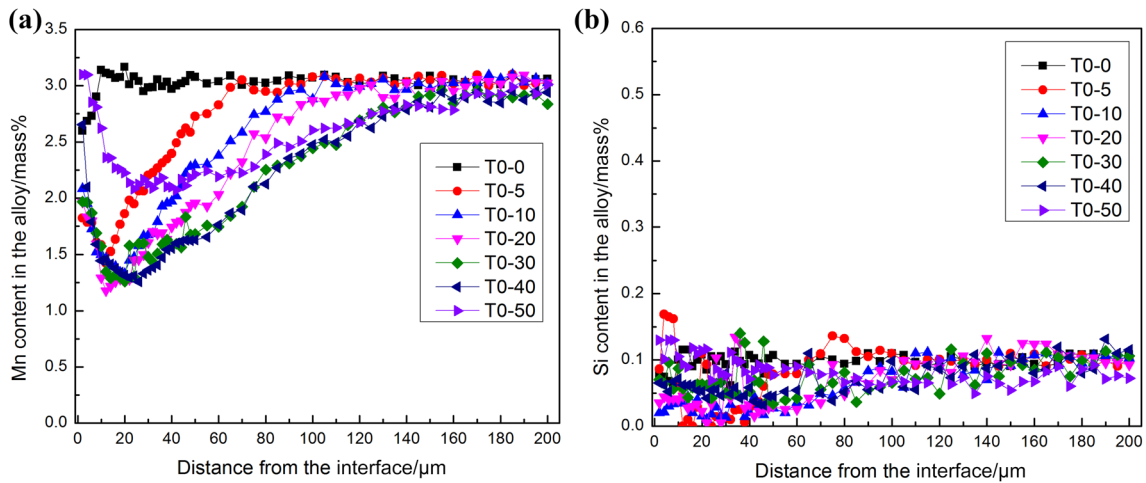 (a)
Mn content in the alloy/mass%
3.5
3.0
2.5
2.0
1.5
1.0
0.5
0.0
0 20 40 60 80 100 120 140 160 180 200
Distance from the interface/μm
T0-0
T0-5
T0-10
T0-20
T0-30
T0-40
T0-50
(b)
Si content in the alloy/mass%
0.6
0.5
0.4
0.3
0.2
0.1
0.0
0 20 40 60 80 100 120 140 160 180 200
Distance from the interface/μm
T0-0
T0-5
T0-10
T0-20
T0-30
T0-40
T0-50